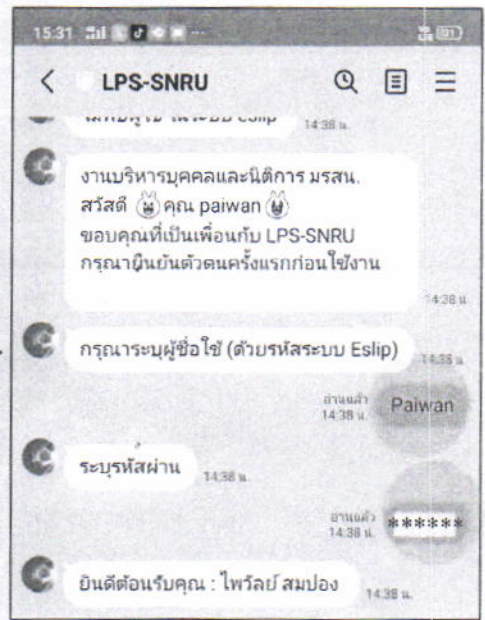 15:31
LPS-SNRU
ในระบบ eslip
14:38 น.
งานบริหารบุคคลและนิติการ มรสน.
สวัสดี คุณ paiwan
ขอบคุณที่เป็นเพื่อนกับ LPS-SNRU
กรุณายืนยันตัวตนครั้งแรกก่อนใช้งาน
14:38 น.
กรุณาระบุผู้ชื่อใช้ (ด้วยรหัสระบบ Eslip)
14:38 น.
อ่านแล้ว
14:38 น.
Paiwan
ระบุรหัสผ่าน
14:38 น.
อ่านแล้ว
14:38 น.
******
ยินดีต้อนรับคุณ : ไพวัลย์ สมปอง
14:38 น.